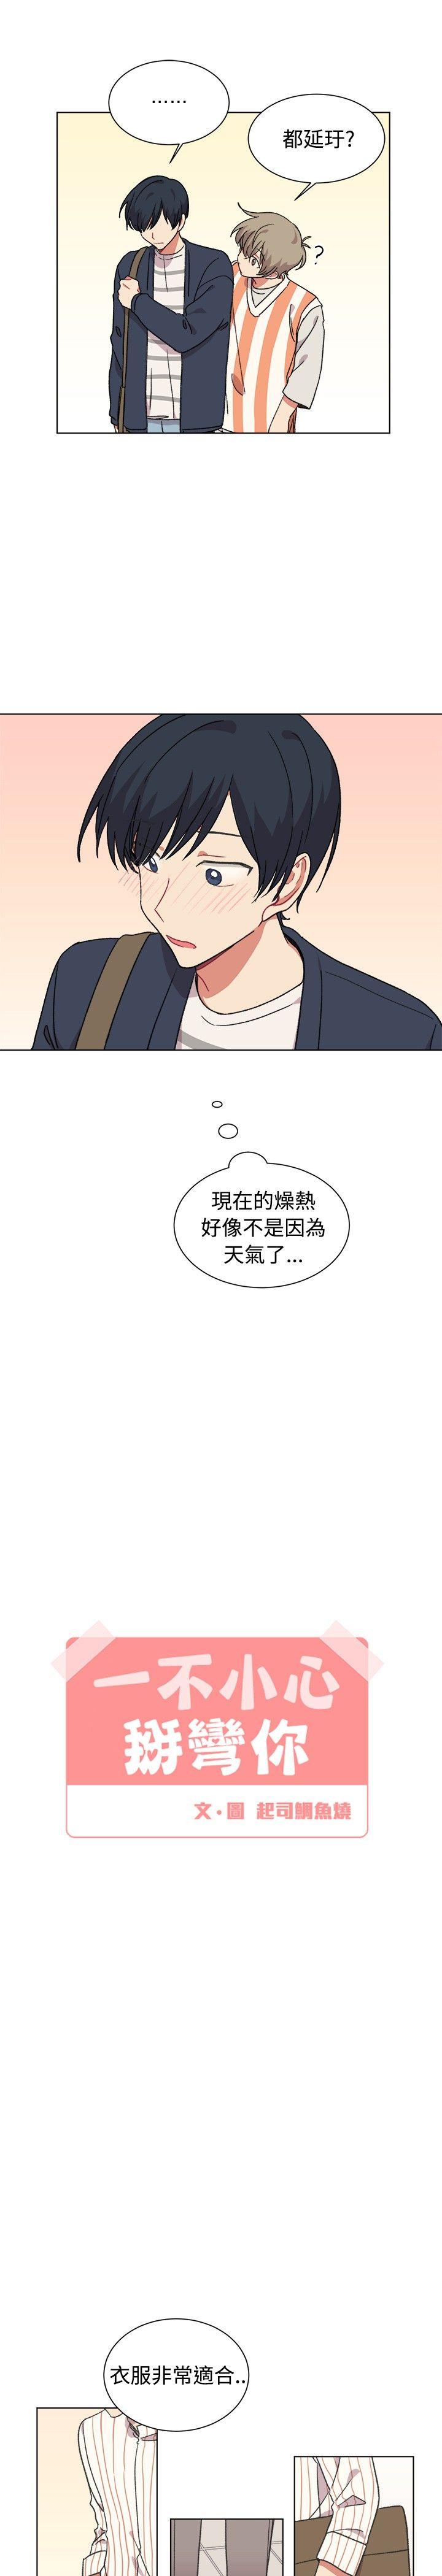 ……
都延玗?
?
現在的燥熱
好像不是因為
天氣了…
一不小心
掰彎你
文·圖 起司鯛魚燒
衣服非常適合..